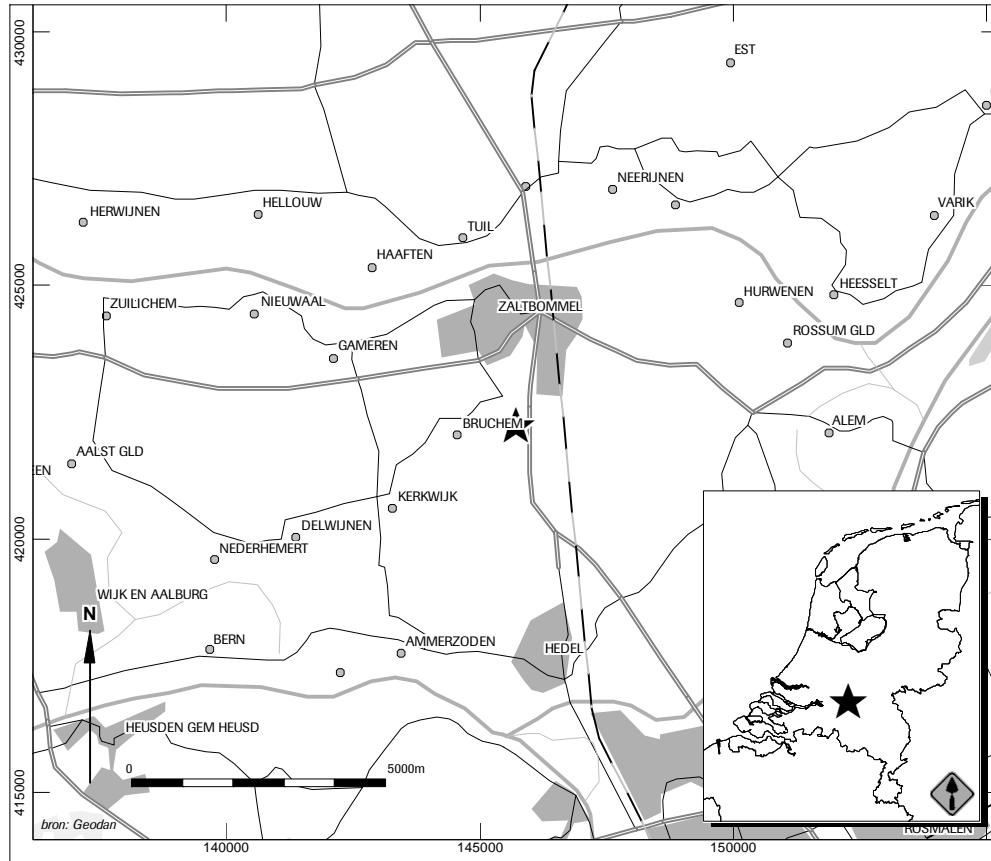 430000
EST
NEERIJNEN
HERWIJNEN
HELLOUW
VARIK
TUIL
HAAFTEN
425000
ZUILICHEM
NIEUWAAL
ZALTBOMMEL
HURWENEN
HEESSELT
GAMEREN
ROSSUM GLD
BRUCHEM
ALEM
AALST GLD
EEN
KERKWIJK
DELWIJNEN
420000
NEDERHEMERT
WIJK EN AALBURG
N
BERN
AMMERZODEN
HEDEL
HEUSDEN GEM HEUSD
0 5000m
415000
bron: Geodan
ROSMALEN
140000 145000 150000